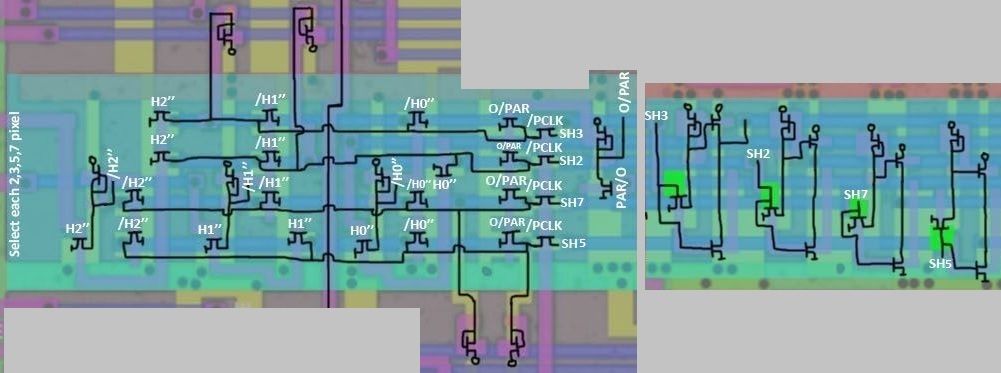 Select each 2,3,5,7 pixel
H2”
/H1”
/H0”
O/PAR
/PCLK
SH3
H2”
/H1”
O/PAR
/PCLK
SH2
/H2”
/H1”
/H0”
H0”
/H2”
/H1”
/H0”
O/PAR
/PCLK
SH7
H2”
/H2”
H1”
H1”
H0”
/H0”
O/PAR
/PCLK
SH5
O/PAR
PAR/O
SH3
SH2
SH7
SH5